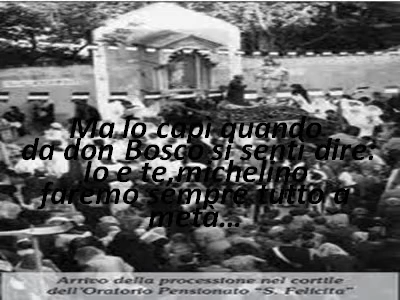 Ma lo capì quando
da don Bosco si sentì dire:
Io e te,michelino
faremo sempre tutto a
metà...
Arrivo della processione nel cortile
dell'Oratorio Pensionato "S. Felicita"